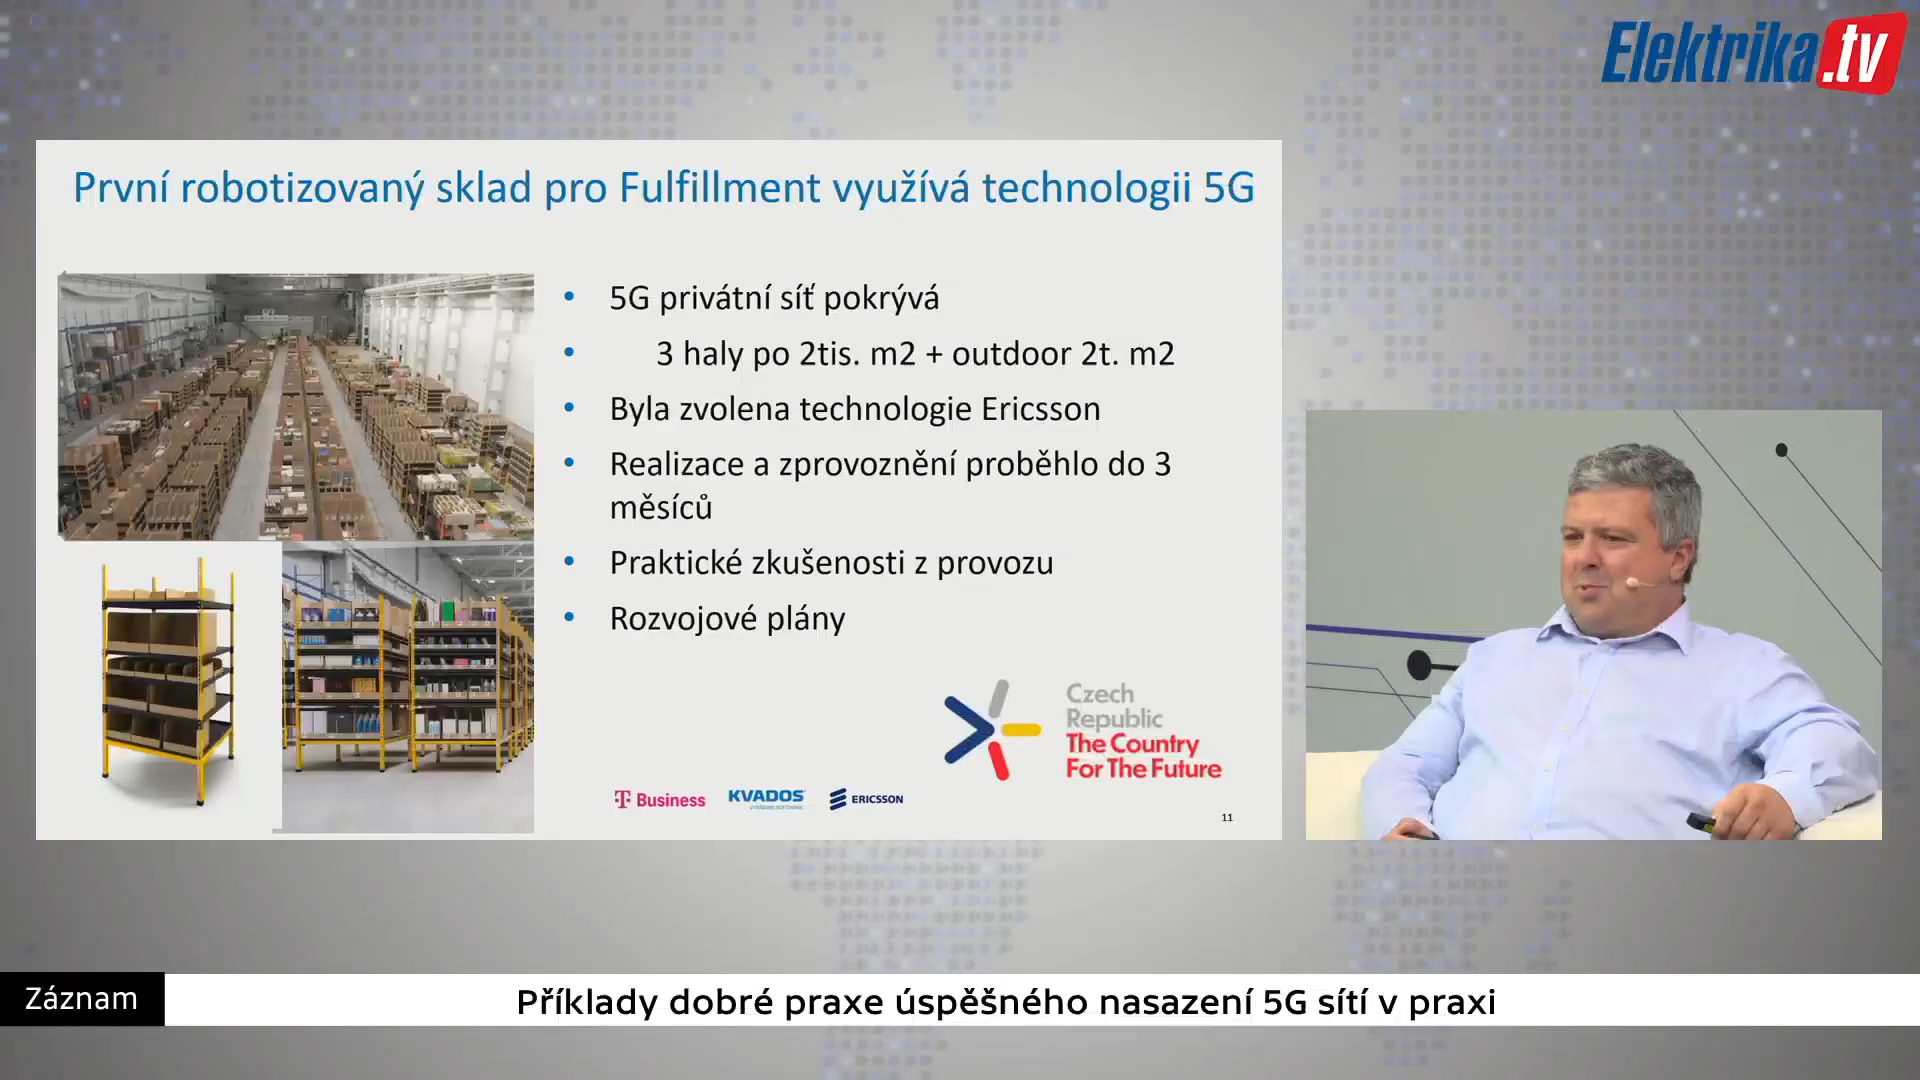 Elektrika.tv
První robotizovaný sklad pro Fulfillment využívá technologii 5G
• 5G privátní síť pokrývá
• 3 haly po 2tis. m2 + outdoor 2t. m2
• Byla zvolena technologie Ericsson
• Realizace a zprovoznění proběhlo do 3
měsíců
• Praktické zkušenosti z provozu
• Rozvojové plány
Czech
Republic
The Country
For The Future
T Business
KVADOS
ERICSSON
11
Záznam
Příklady dobré praxe úspěšného nasazení 5G sítí v praxi